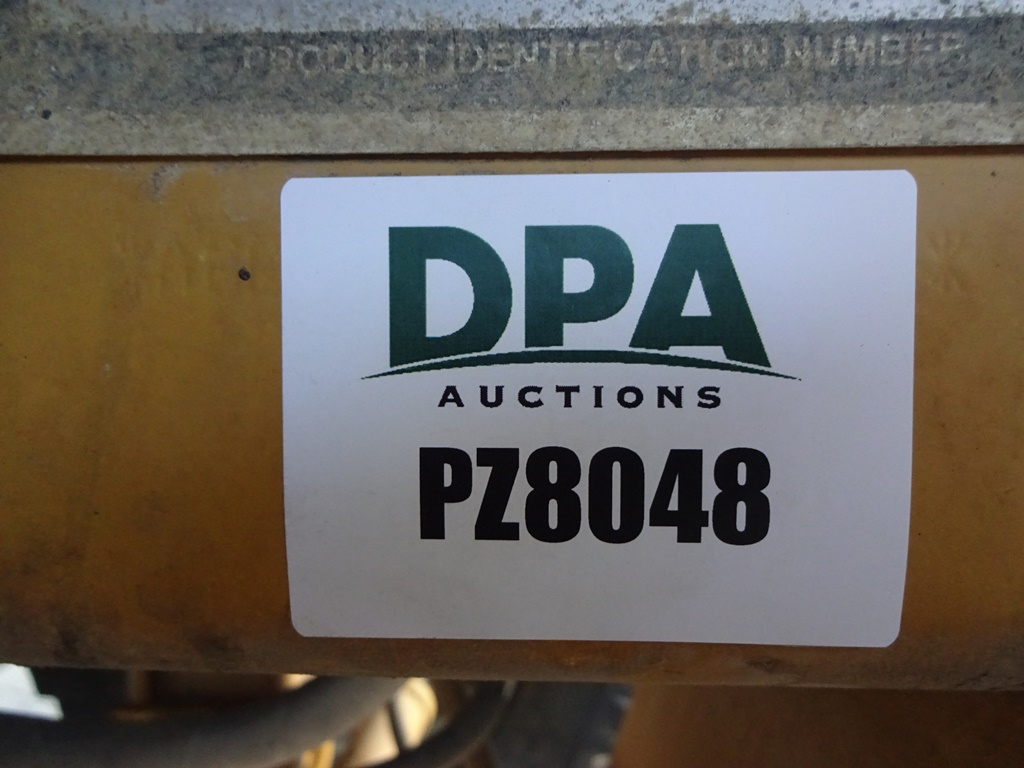 PRODUCT IDENTIFICATION NUMBER
DPA
AUCTIONS
PZ8048